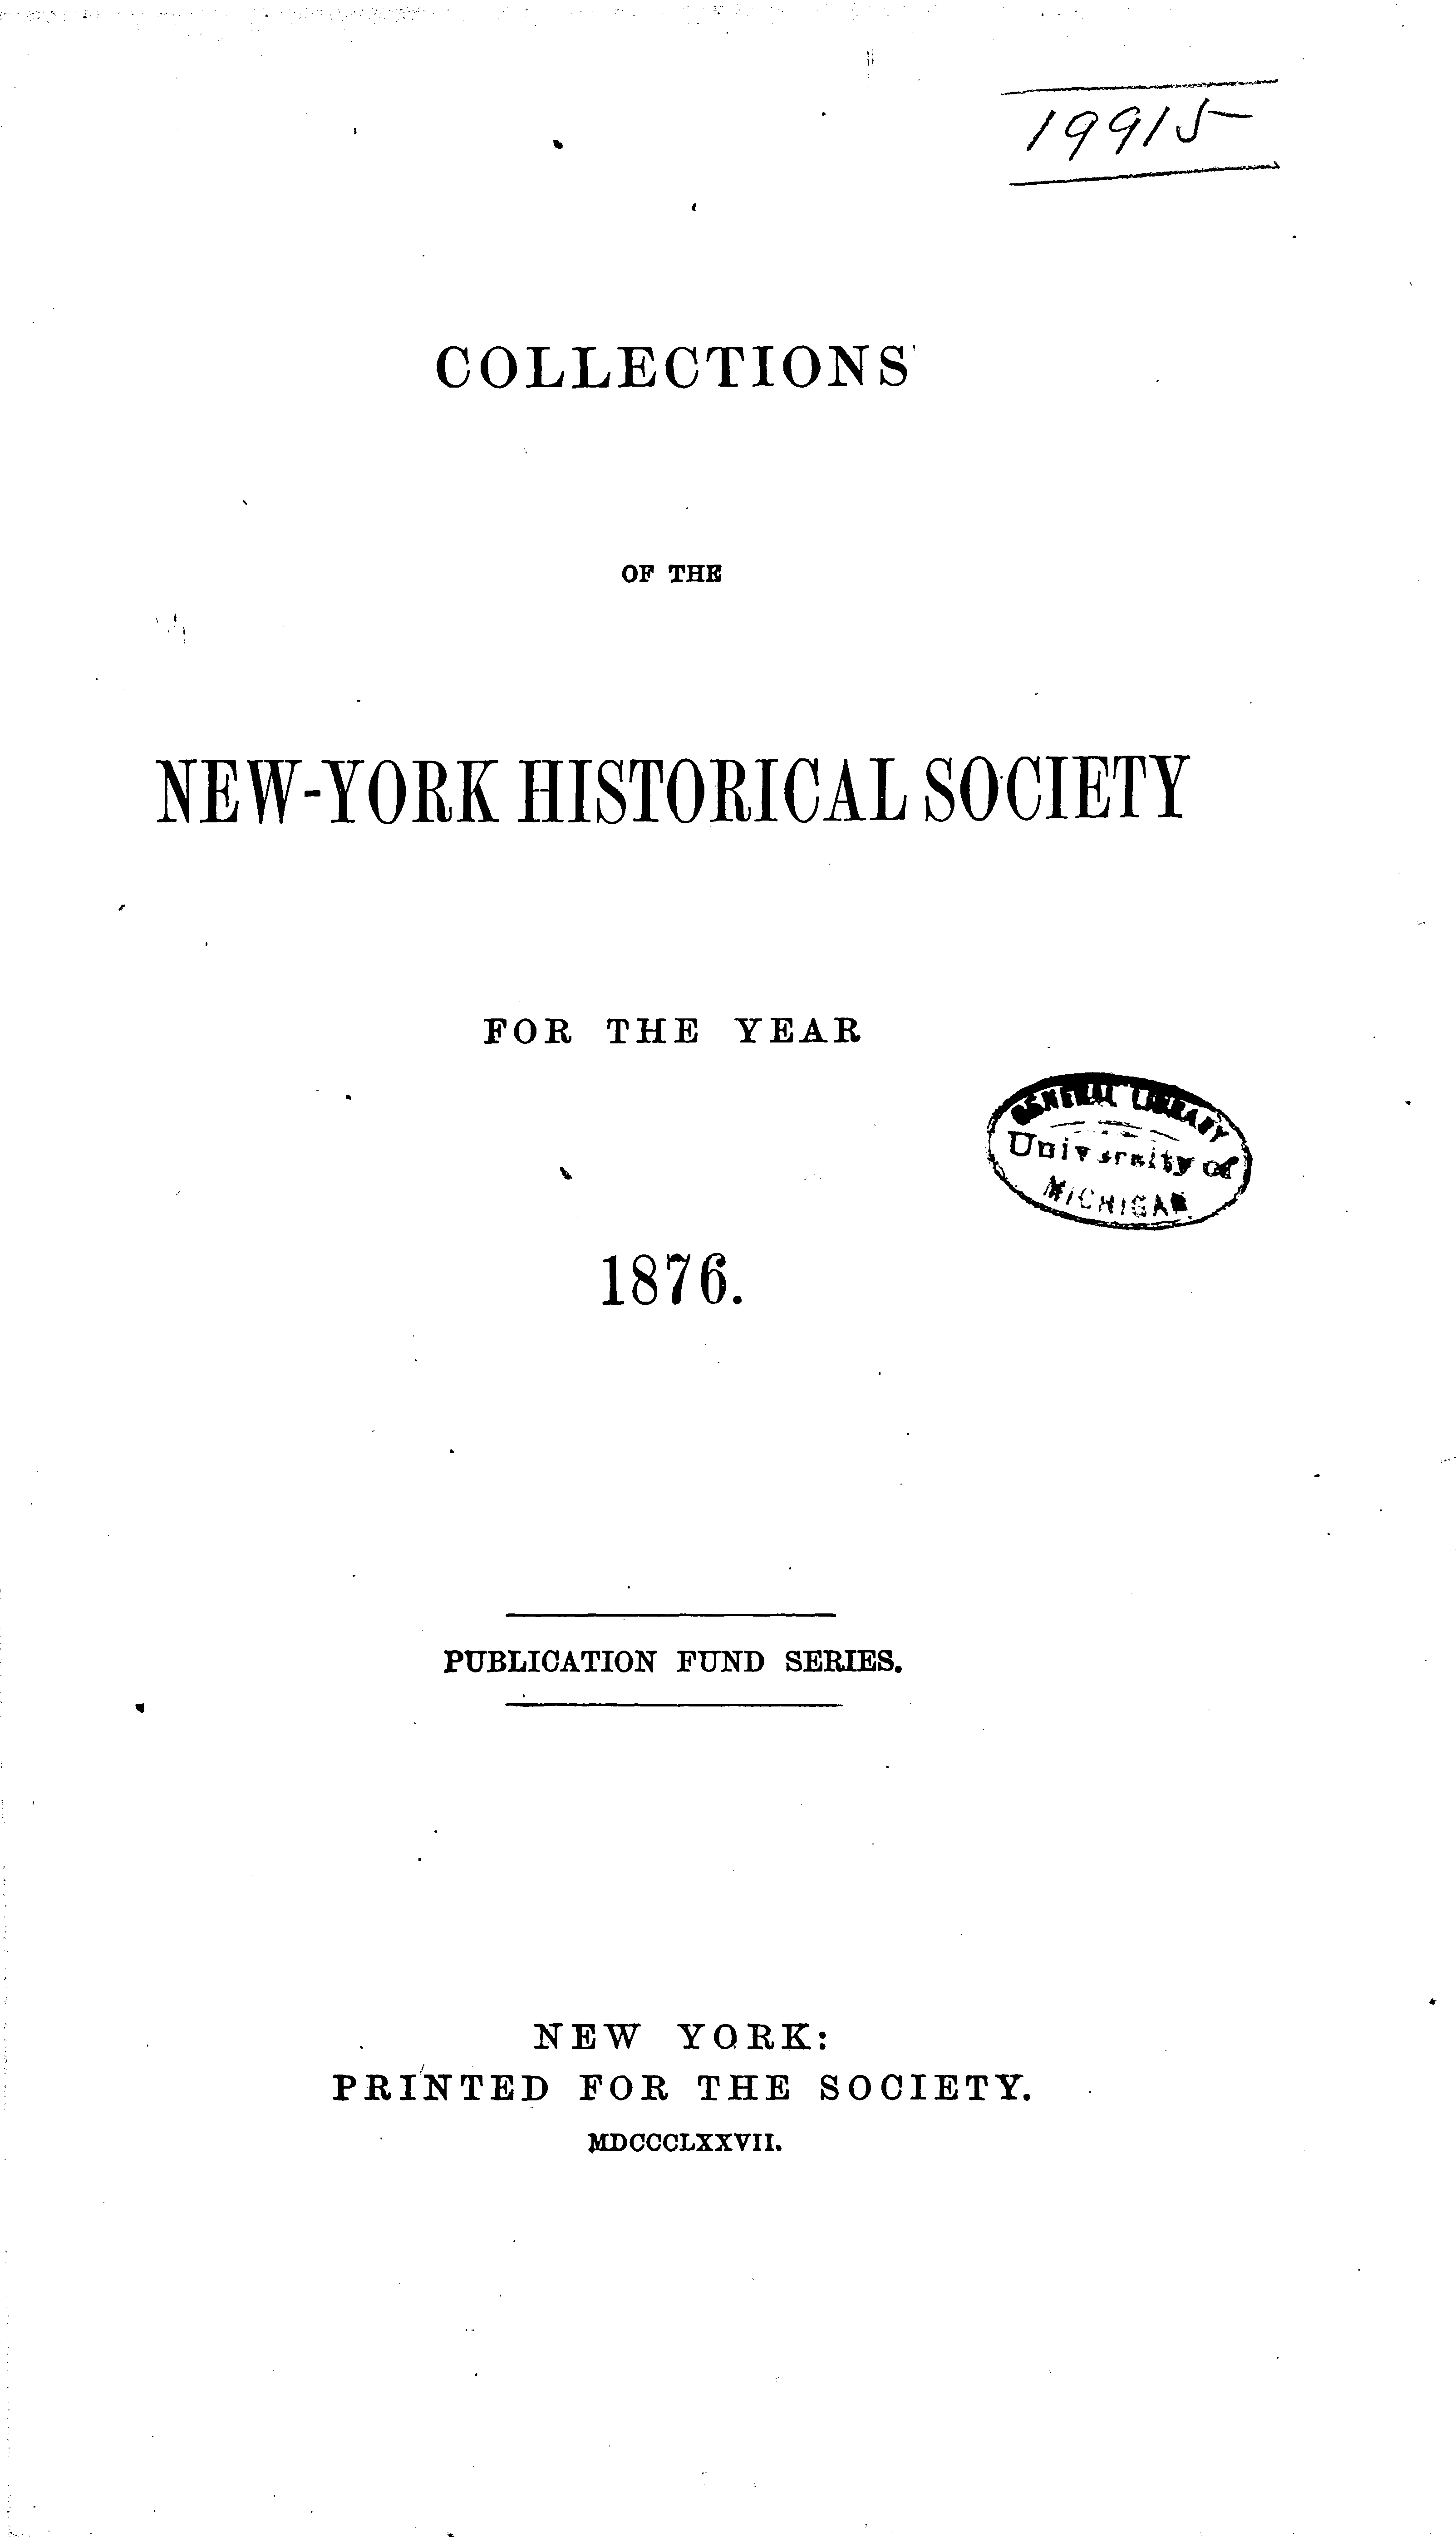 19915
COLLECTIONS
OF THE
NEW-YORK HISTORICAL SOCIETY
FOR THE YEAR
GENERAL LIBRARY
University of
MICHIGAN
1876.
PUBLICATION FUND SERIES.
NEW YORK:
PRINTED FOR THE SOCIETY.
MDCCCLXXVII.